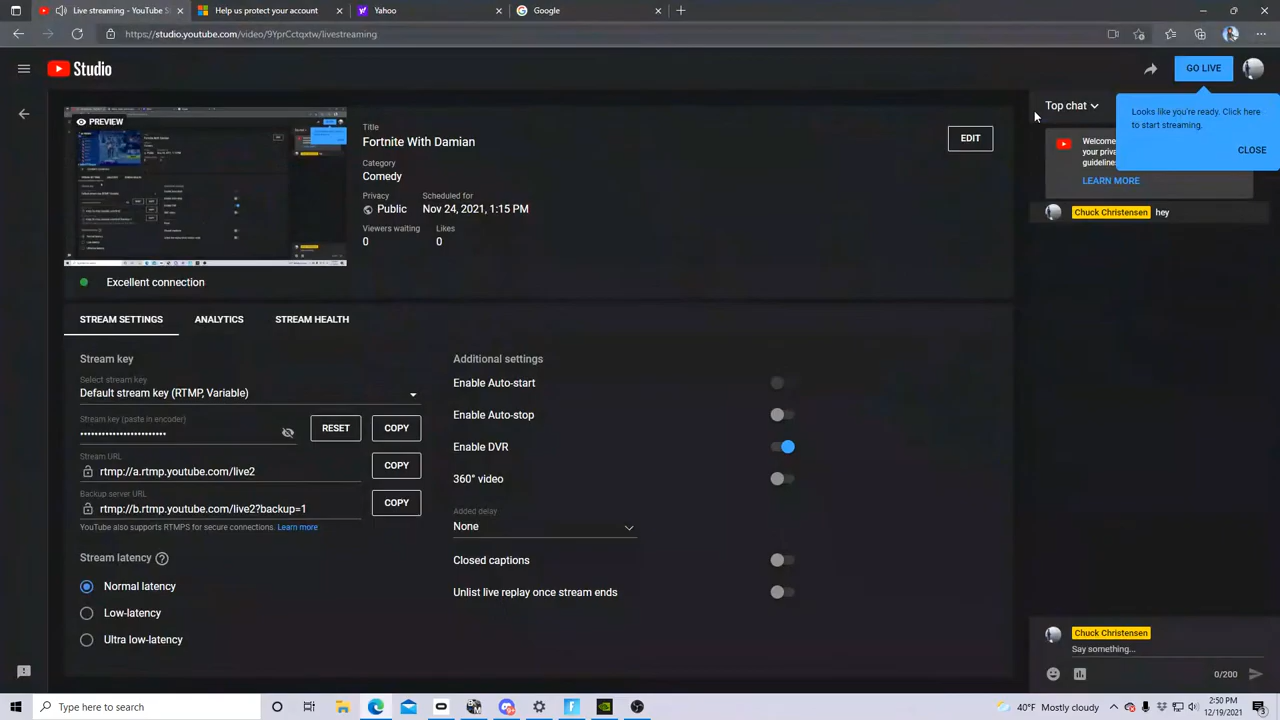 Live streaming - YouTube S
Help us protect your account
Yahoo
Google
https://studio.youtube.com/video/9YprCctqxtw/livestreaming
Studio
GO LIVE
PREVIEW
Title
Fortnite With Damian
Category
Comedy
Privacy
Public
Scheduled for
Nov 24, 2021, 1:15 PM
Viewers waiting
0
Likes
0
EDIT
Excellent connection
Top chat
Looks like you're ready. Click here
to start streaming.
CLOSE
Welcome
your priva
guideline
LEARN MORE
Chuck Christensen hey
STREAM SETTINGS
ANALYTICS
STREAM HEALTH
Stream key
Select stream key
Default stream key (RTMP, Variable)
Stream key (paste in encoder)
RESET
COPY
Stream URL
rtmp://a.rtmp.youtube.com/live2
COPY
Backup server URL
rtmp://b.rtmp.youtube.com/live2?backup=1
COPY
YouTube also supports RTMPS for secure connections. Learn more
Stream latency
Normal latency
Low-latency
Ultra low-latency
Additional settings
Enable Auto-start
Enable Auto-stop
Enable DVR
360° video
Added delay
None
Closed captions
Unlist live replay once stream ends
Chuck Christensen
Say something...
0/200
Type here to search
40°F Mostly cloudy
2:50 PM
12/19/2021